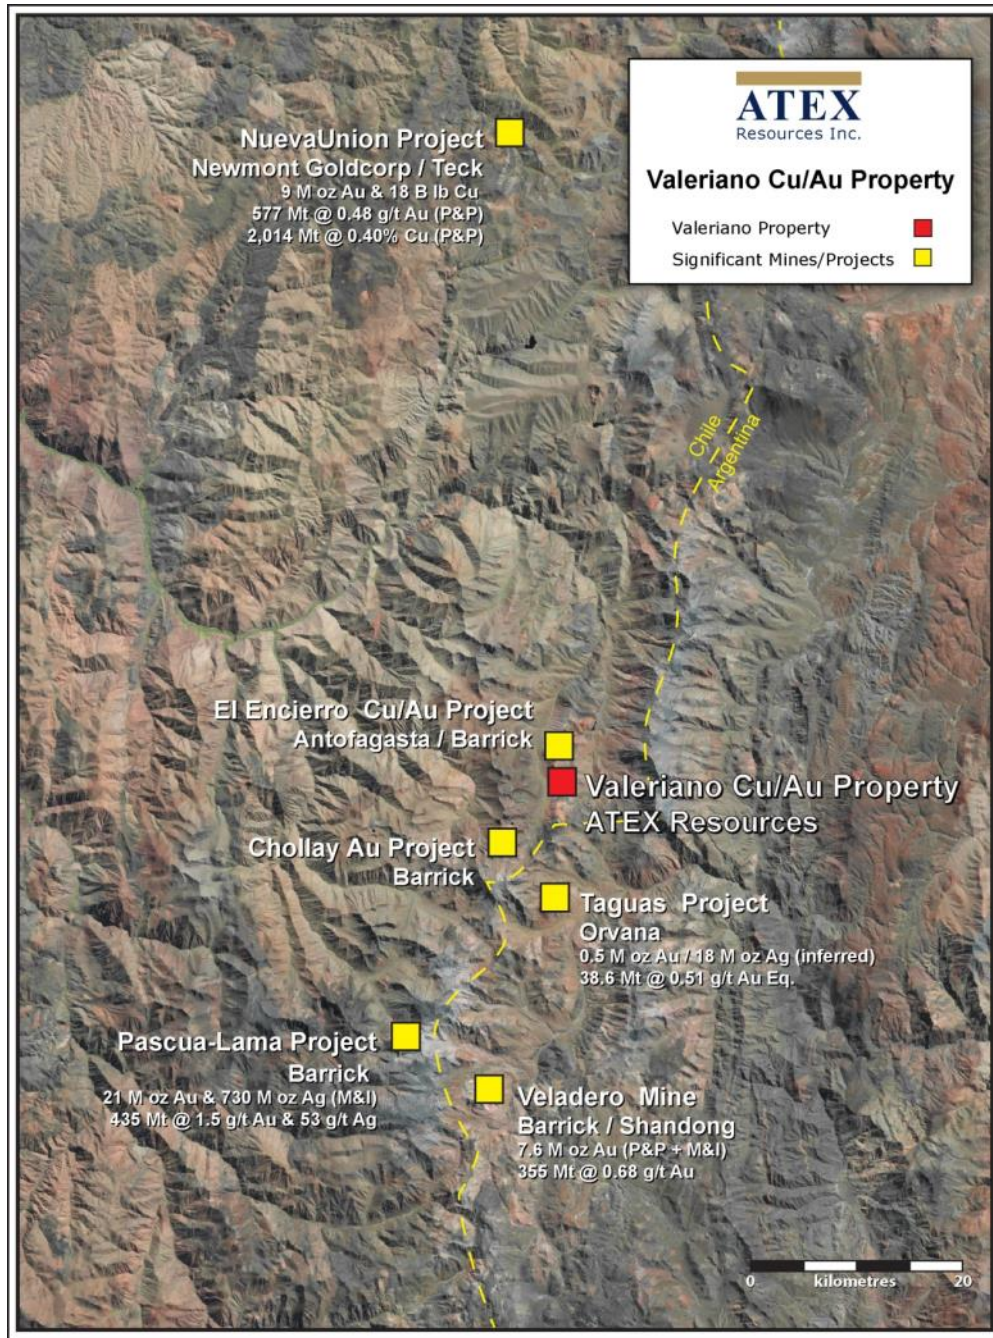 ATEX
Resources Inc.
Valeriano Cu/Au Property
Valeriano Property
Significant Mines/Projects
NuevaUnion Project
Newmont Goldcorp / Teck
9 M oz Au & 18 B lb Cu
577 Mt @ 0.48 g/t Au (P&P)
2,014 Mt @ 0.40% Cu (P&P)
Chile
Argentina
El Encierro Cu/Au Project
Antofagasta / Barrick
Valeriano Cu/Au Property
ATEX Resources
Chollay Au Project
Barrick
Taguas Project
Orvana
0.5 M oz Au / 18 M oz Ag (inferred)
38.6 Mt @ 0.51 g/t Au Eq.
Pascua-Lama Project
Barrick
21 M oz Au & 730 M oz Ag (M&I)
435 Mt @ 1.5 g/t Au & 53 g/t Ag
Veladero Mine
Barrick / Shandong
7.6 M oz Au (P&P + M&I)
355 Mt @ 0.68 g/t Au
0 kilometres 20